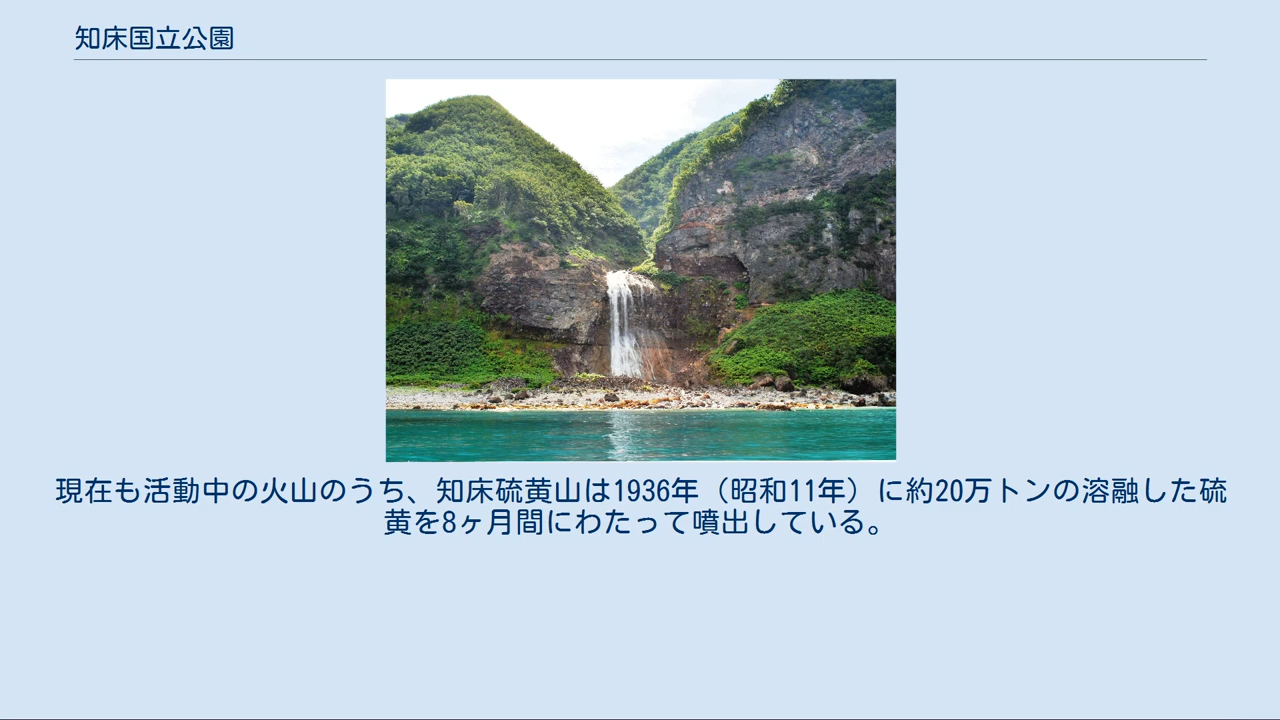 知床国立公園
現在も活動中の火山のうち、知床硫黄山は1936年（昭和11年）に約20万トンの溶融した硫
黄を8ヶ月間にわたって噴出している。